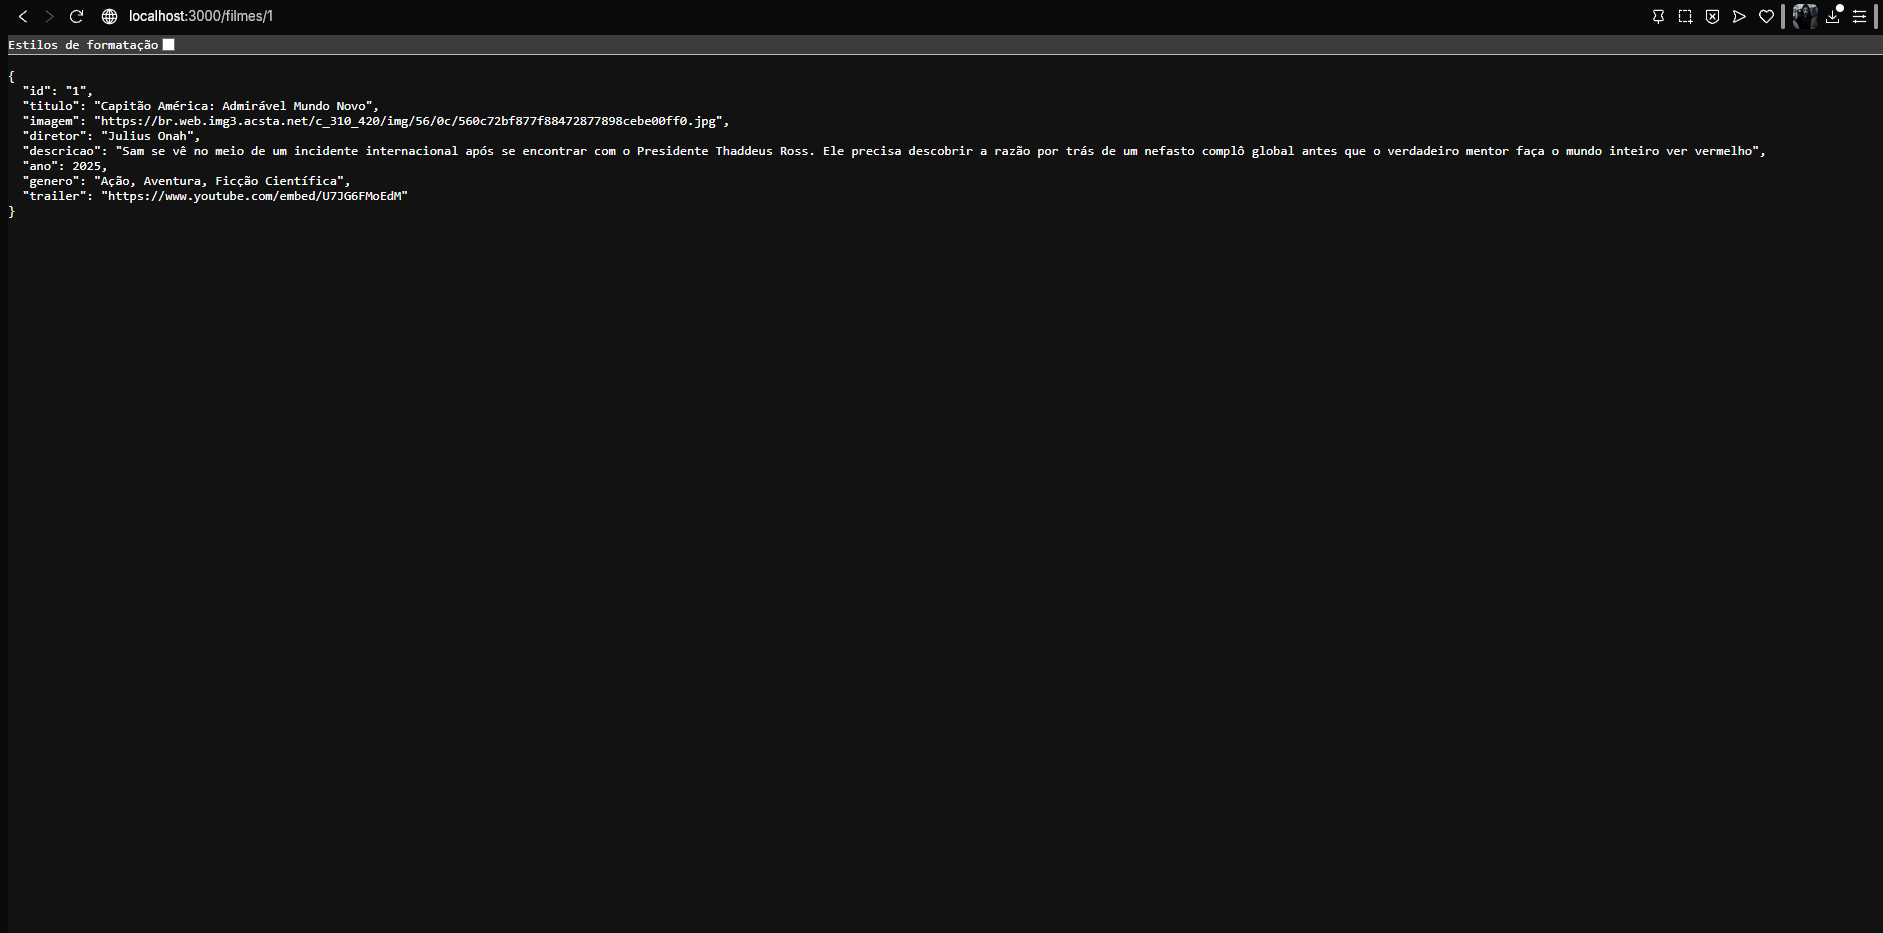 localhost:3000/filmes/1
Estilos de formatação
{
  "id": "1",
  "titulo": "Capitão América: Admirável Mundo Novo",
  "imagem": "https://br.web.img3.acsta.net/c_310_420/img/56/0c/560c72bf877f88472877898cebe00ff0.jpg",
  "diretor": "Julius Onah",
  "descricao": "Sam se vê no meio de um incidente internacional após se encontrar com o Presidente Thaddeus Ross. Ele precisa descobrir a razão por trás de um nefasto complô global antes que o verdadeiro mentor faça o mundo inteiro ver vermelho",
  "ano": 2025,
  "genero": "Ação, Aventura, Ficção Científica",
  "trailer": "https://www.youtube.com/embed/U7JG6FMoEdM"
}